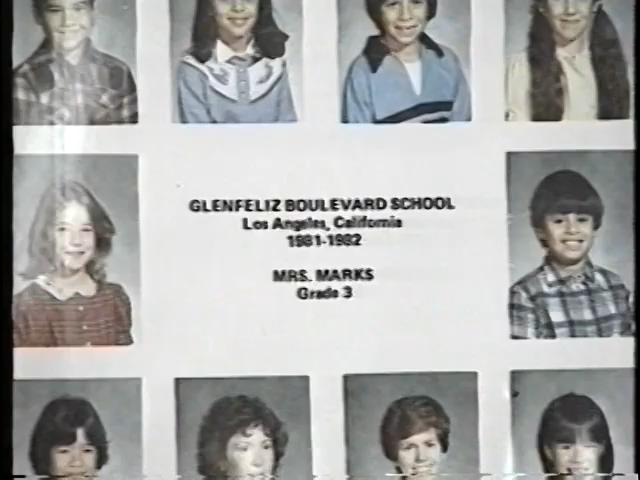 GLENFELIZ BOULEVARD SCHOOL
Los Angeles, California
1981-1982
MRS. MARKS
Grade 3